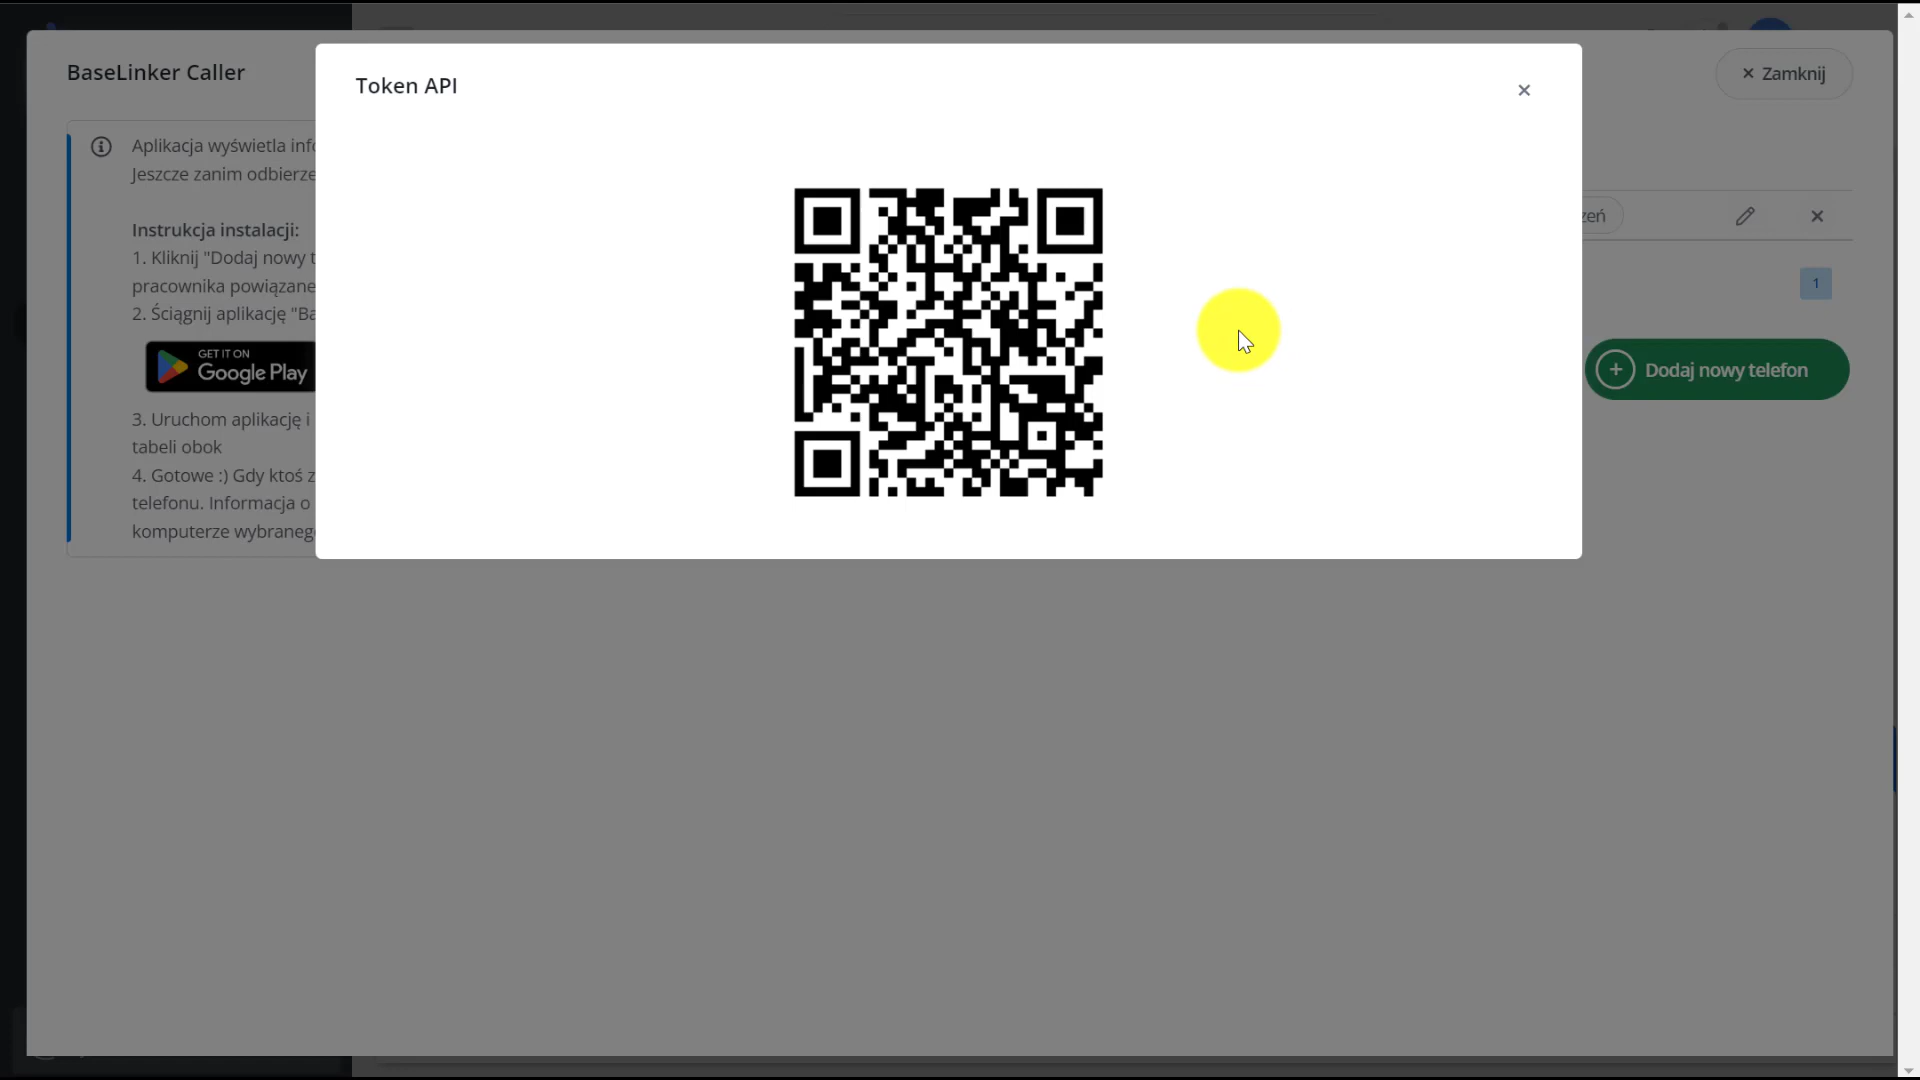 BaseLinker Caller
Token API
×
× Zamknij
Aplikacja wyświetla
Jeszcze zanim odbierze
Instrukcja instalacji:
1. Kliknij "Dodaj nowy t
pracownika powiązane
2. Ściągnij aplikację "Ba
GET IT ON
Google Play
3. Uruchom aplikację i
tabeli obok
4. Gotowe :) Gdy ktoś z
telefonu. Informacja o
komputerze wybraneg
zeń
1
Dodaj nowy telefon